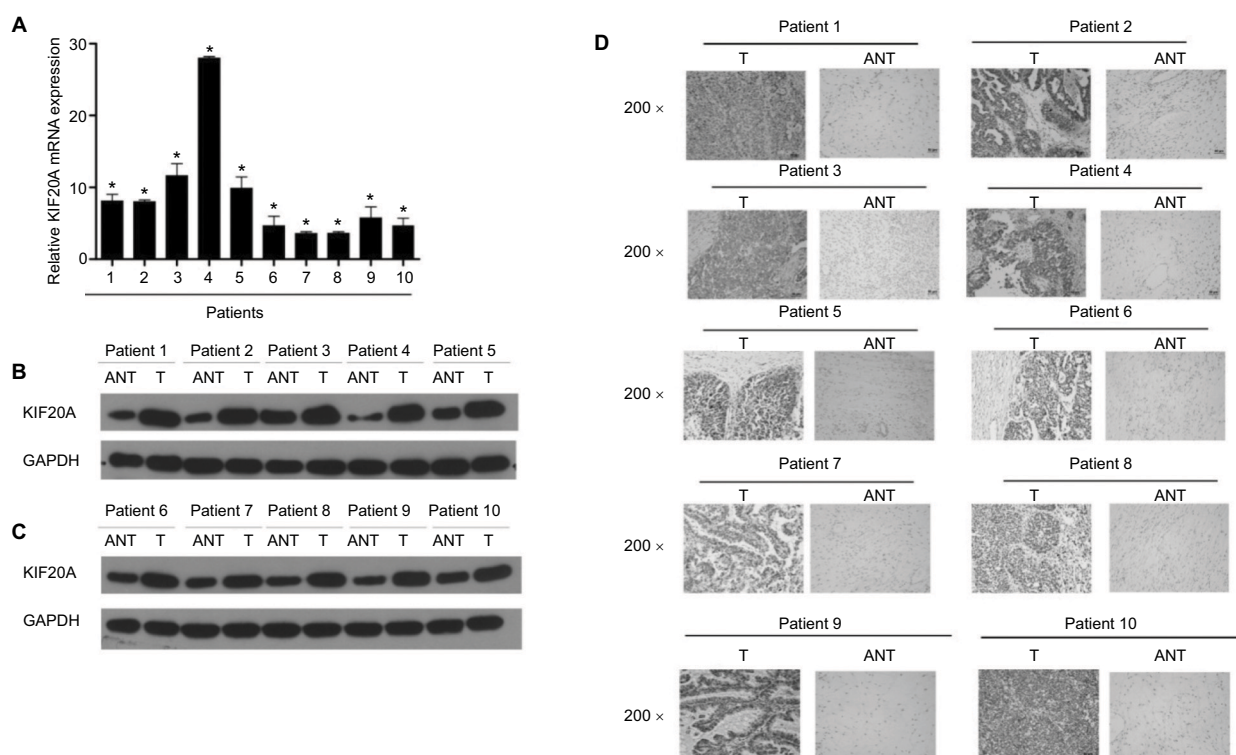 A
Relative KIF20A mRNA expression
30
20
10
0
* * * * * * * * * *
1 2 3 4 5 6 7 8 9 10
Patients
B
Patient 1 Patient 2 Patient 3 Patient 4 Patient 5
ANT T ANT T ANT T ANT T ANT T
KIF20A
GAPDH
C
Patient 6 Patient 7 Patient 8 Patient 9 Patient 10
ANT T ANT T ANT T ANT T ANT T
KIF20A
GAPDH
D
Patient 1 Patient 2
T ANT T ANT
200 ×
Patient 3 Patient 4
T ANT T ANT
200 ×
Patient 5 Patient 6
T ANT T ANT
200 ×
Patient 7 Patient 8
T ANT T ANT
200 ×
Patient 9 Patient 10
T ANT T ANT
200 ×